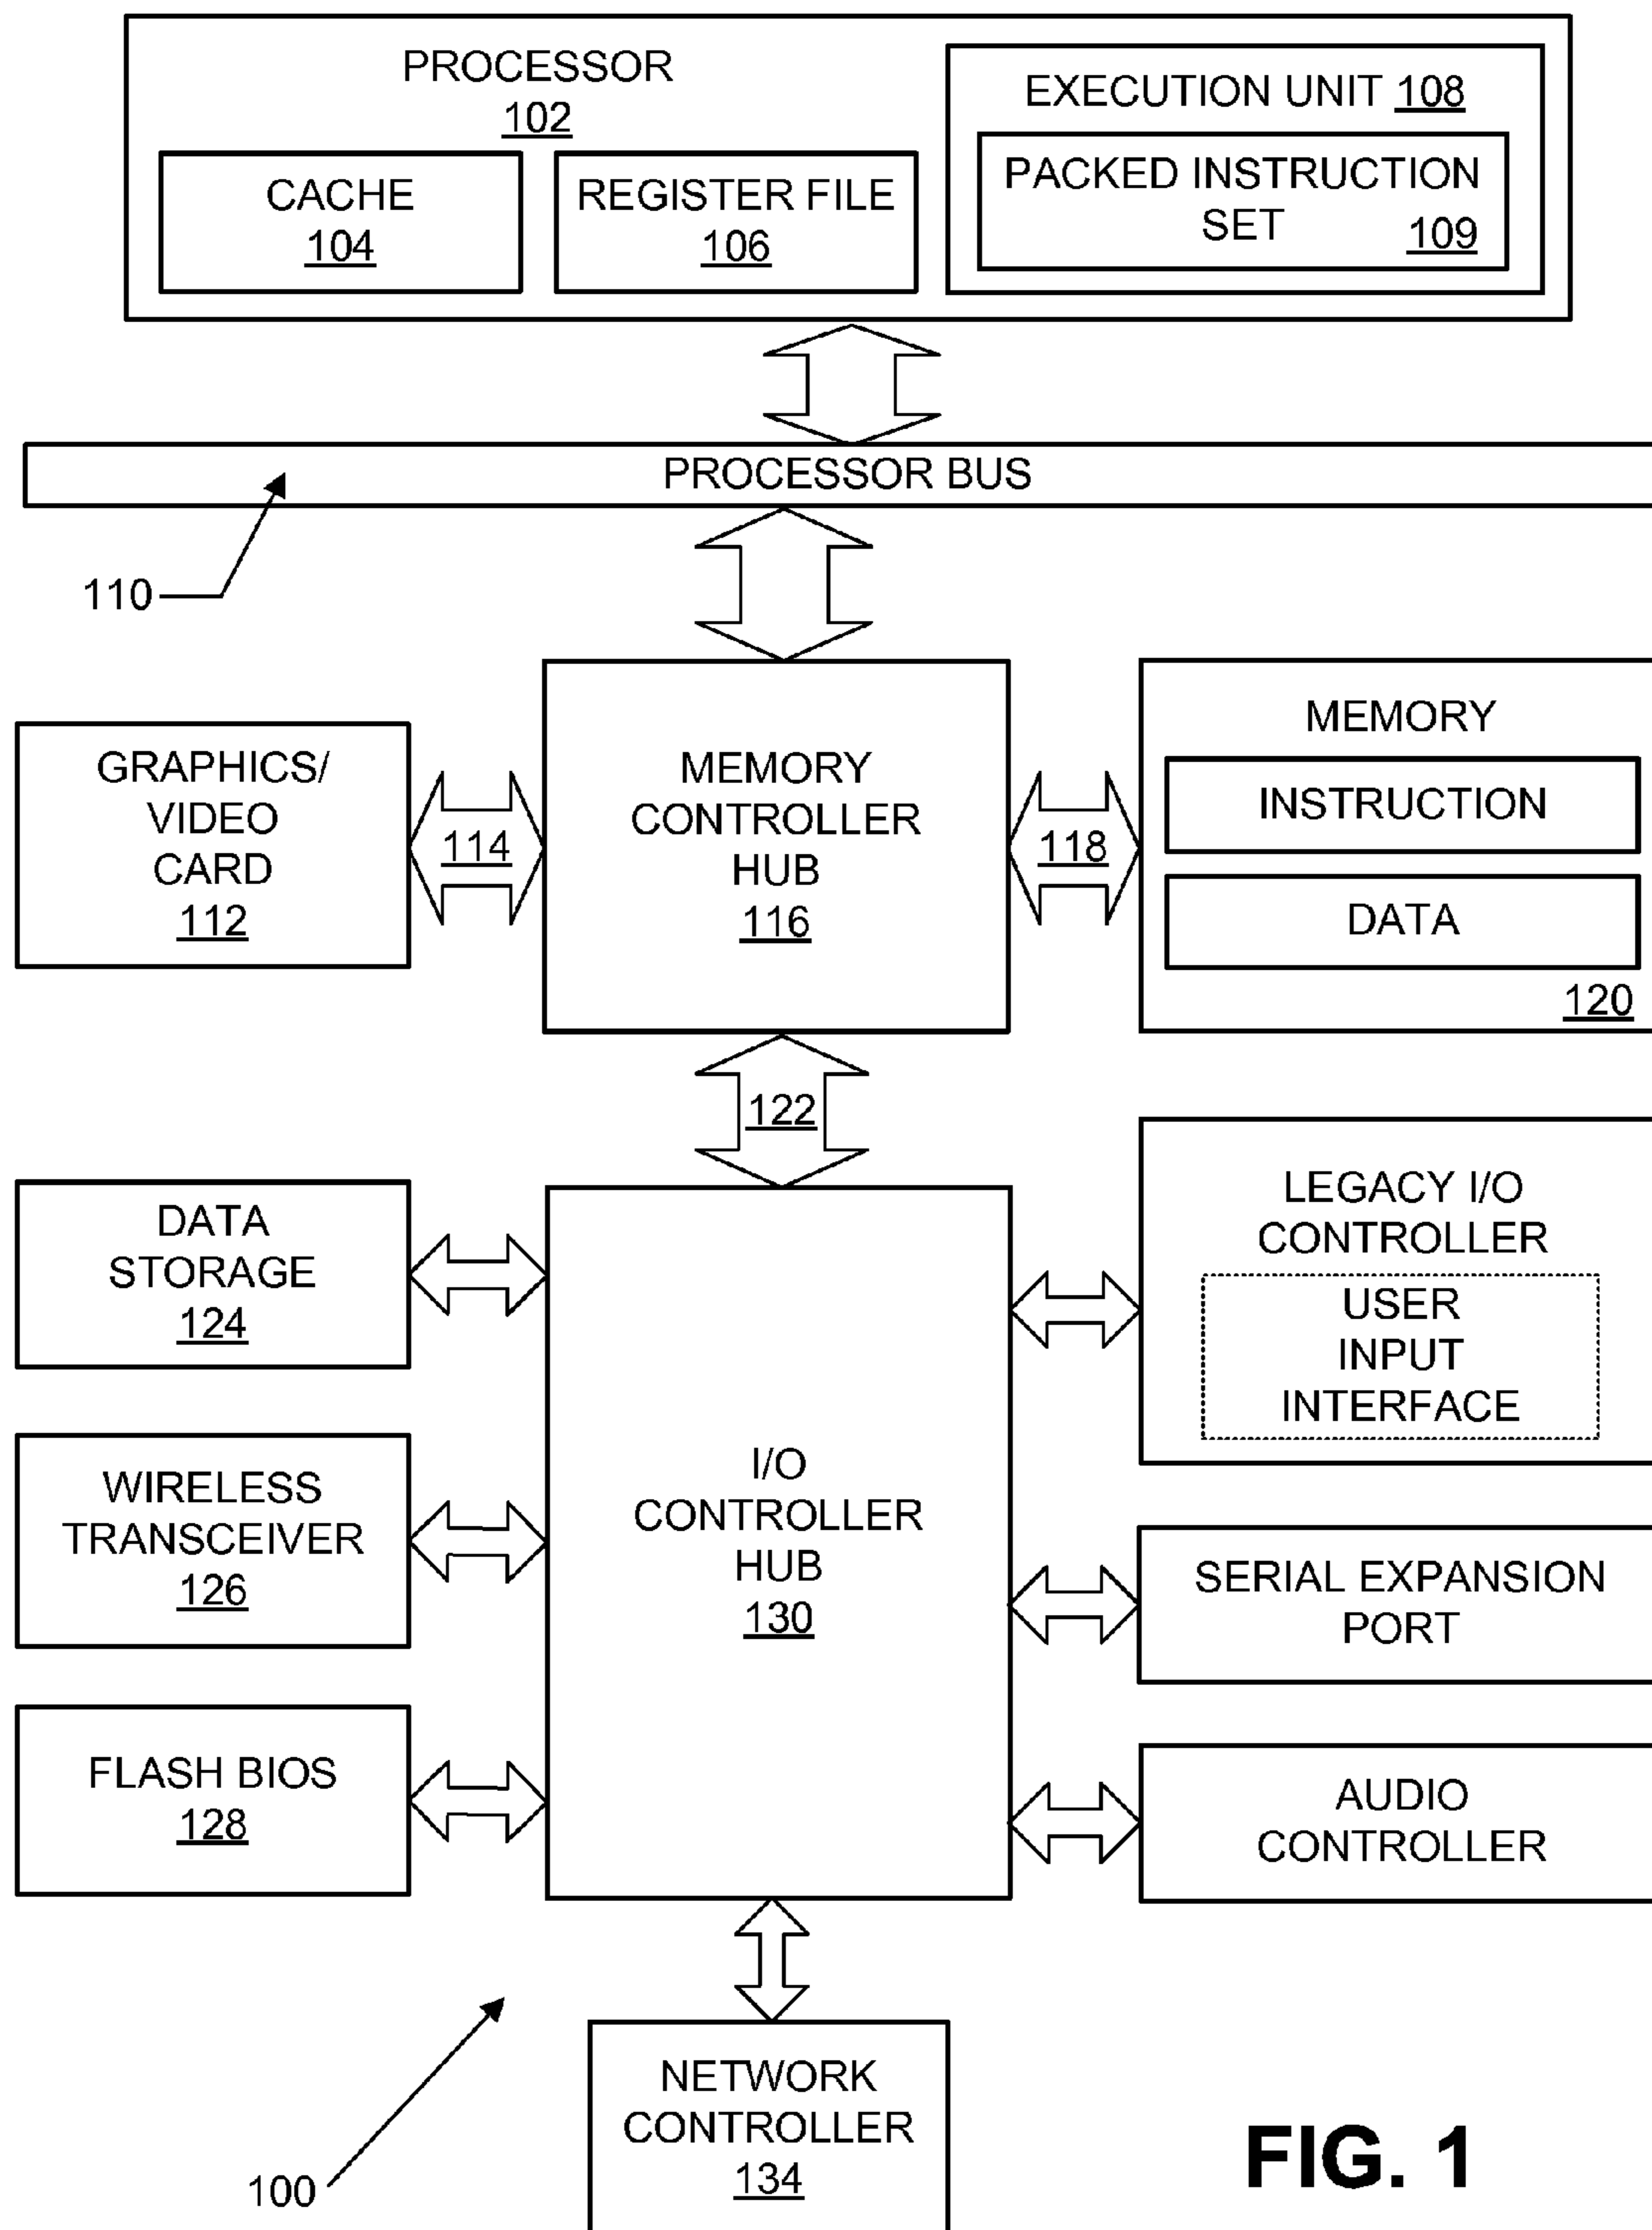 PROCESSOR
102
CACHE
104
REGISTER FILE
106
EXECUTION UNIT 108
PACKED INSTRUCTION
SET 109
PROCESSOR BUS
110
GRAPHICS/
VIDEO
CARD
112
114
MEMORY
CONTROLLER
HUB
116
118
MEMORY
INSTRUCTION
DATA
120
122
DATA
STORAGE
124
WIRELESS
TRANSCEIVER
126
FLASH BIOS
128
I/O
CONTROLLER
HUB
130
LEGACY I/O
CONTROLLER
USER
INPUT
INTERFACE
SERIAL EXPANSION
PORT
AUDIO
CONTROLLER
NETWORK
CONTROLLER
134
100
FIG. 1